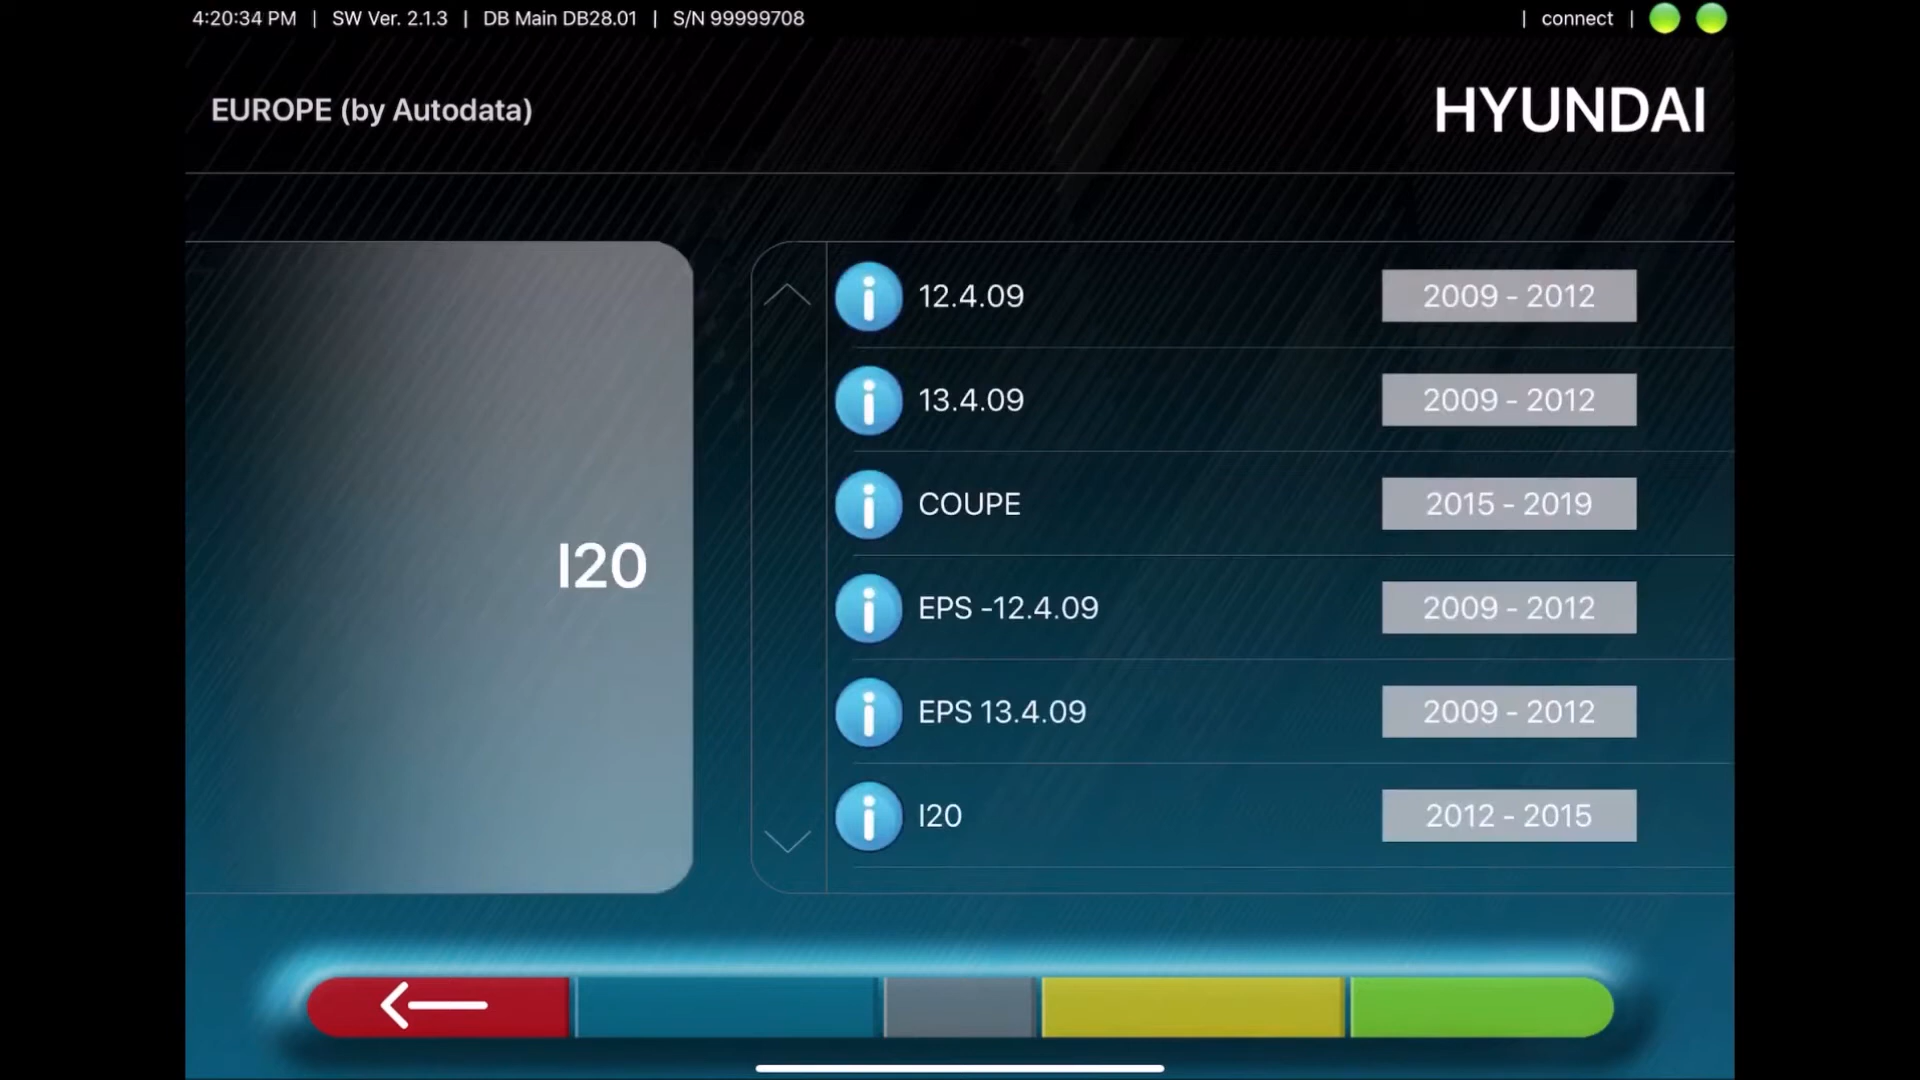 4:20:34 PM | SW Ver. 2.1.3 | DB Main DB28.01 | S/N 99999708 | connect |
EUROPE (by Autodata)
HYUNDAI
I20
12.4.09 2009 - 2012
13.4.09 2009 - 2012
COUPE 2015 - 2019
EPS -12.4.09 2009 - 2012
EPS 13.4.09 2009 - 2012
I20 2012 - 2015